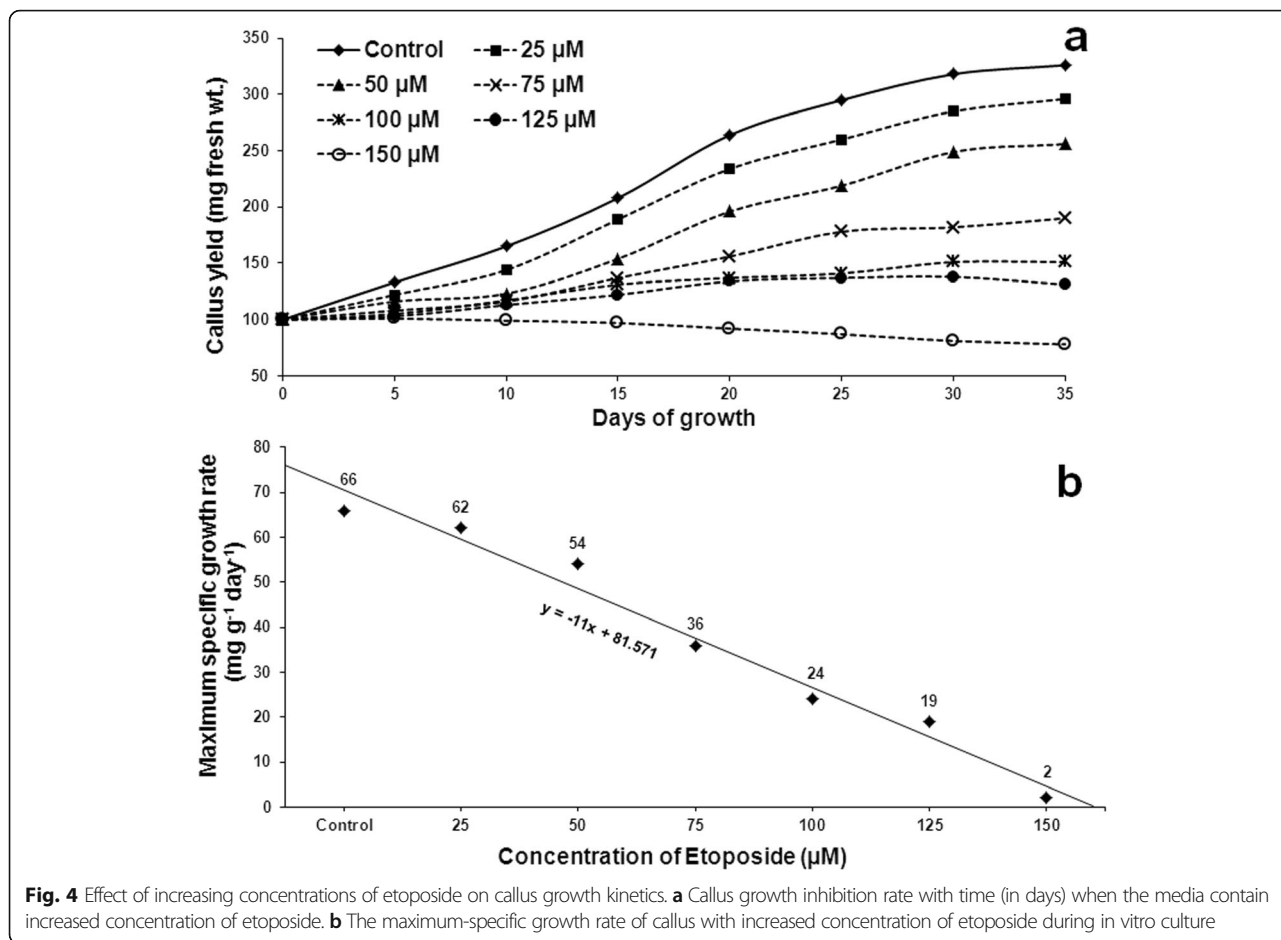 a
Control
25 µM
50 µM
75 µM
100 µM
125 µM
150 µM
350
300
250
200
150
100
50
Callus yield (mg fresh wt.)
0 5 10 15 20 25 30 35
Days of growth
b
80
70
60
50
40
30
20
10
0
Maximum specific growth rate
(mg g⁻¹ day⁻¹)
66
62
54
36
24
19
2
y = -11x + 81.571
Control 25 50 75 100 125 150
Concentration of Etoposide (µM)
Fig. 4 Effect of increasing concentrations of etoposide on callus growth kinetics. a Callus growth inhibition rate with time (in days) when the media contain
increased concentration of etoposide. b The maximum-specific growth rate of callus with increased concentration of etoposide during in vitro culture